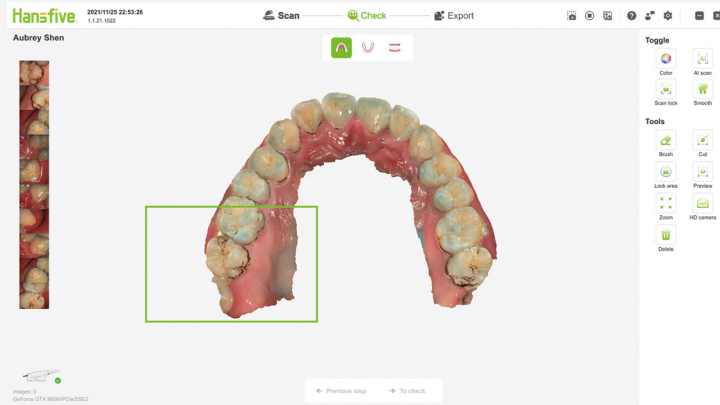 Hansfive
2021/11/25 22:53:26
1.1.21.1022
Scan
Check
Export
Aubrey Shen
Toggle
Color
AI scan
Scan lock
Smooth
Tools
Brush
Cut
Lock area
Preview
Zoom
HD
HD camera
Delete
Previous step
To check
Images: 0
GeForce GTX 960M/PCIe/SSE2